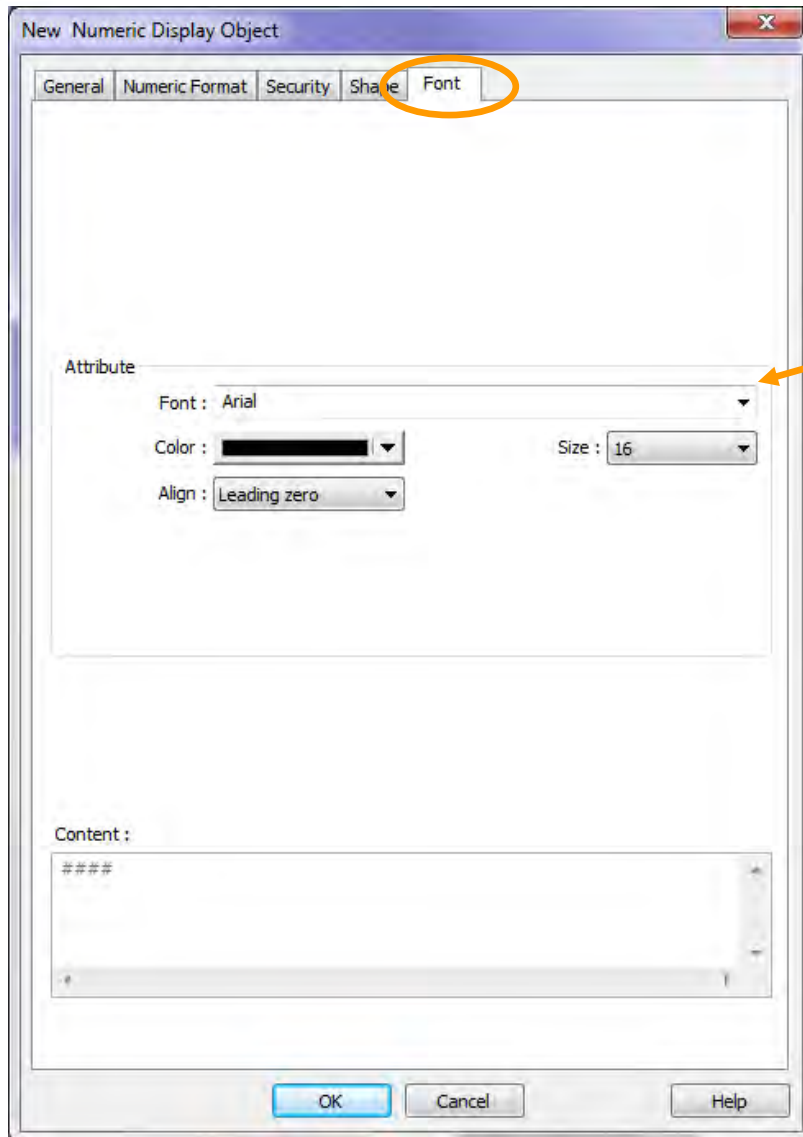 New Numeric Display Object
General Numeric Format Security Shape Font
Attribute
Font : Arial
Color : Size : 16
Align : Leading zero
Content :
####
OK Cancel Help